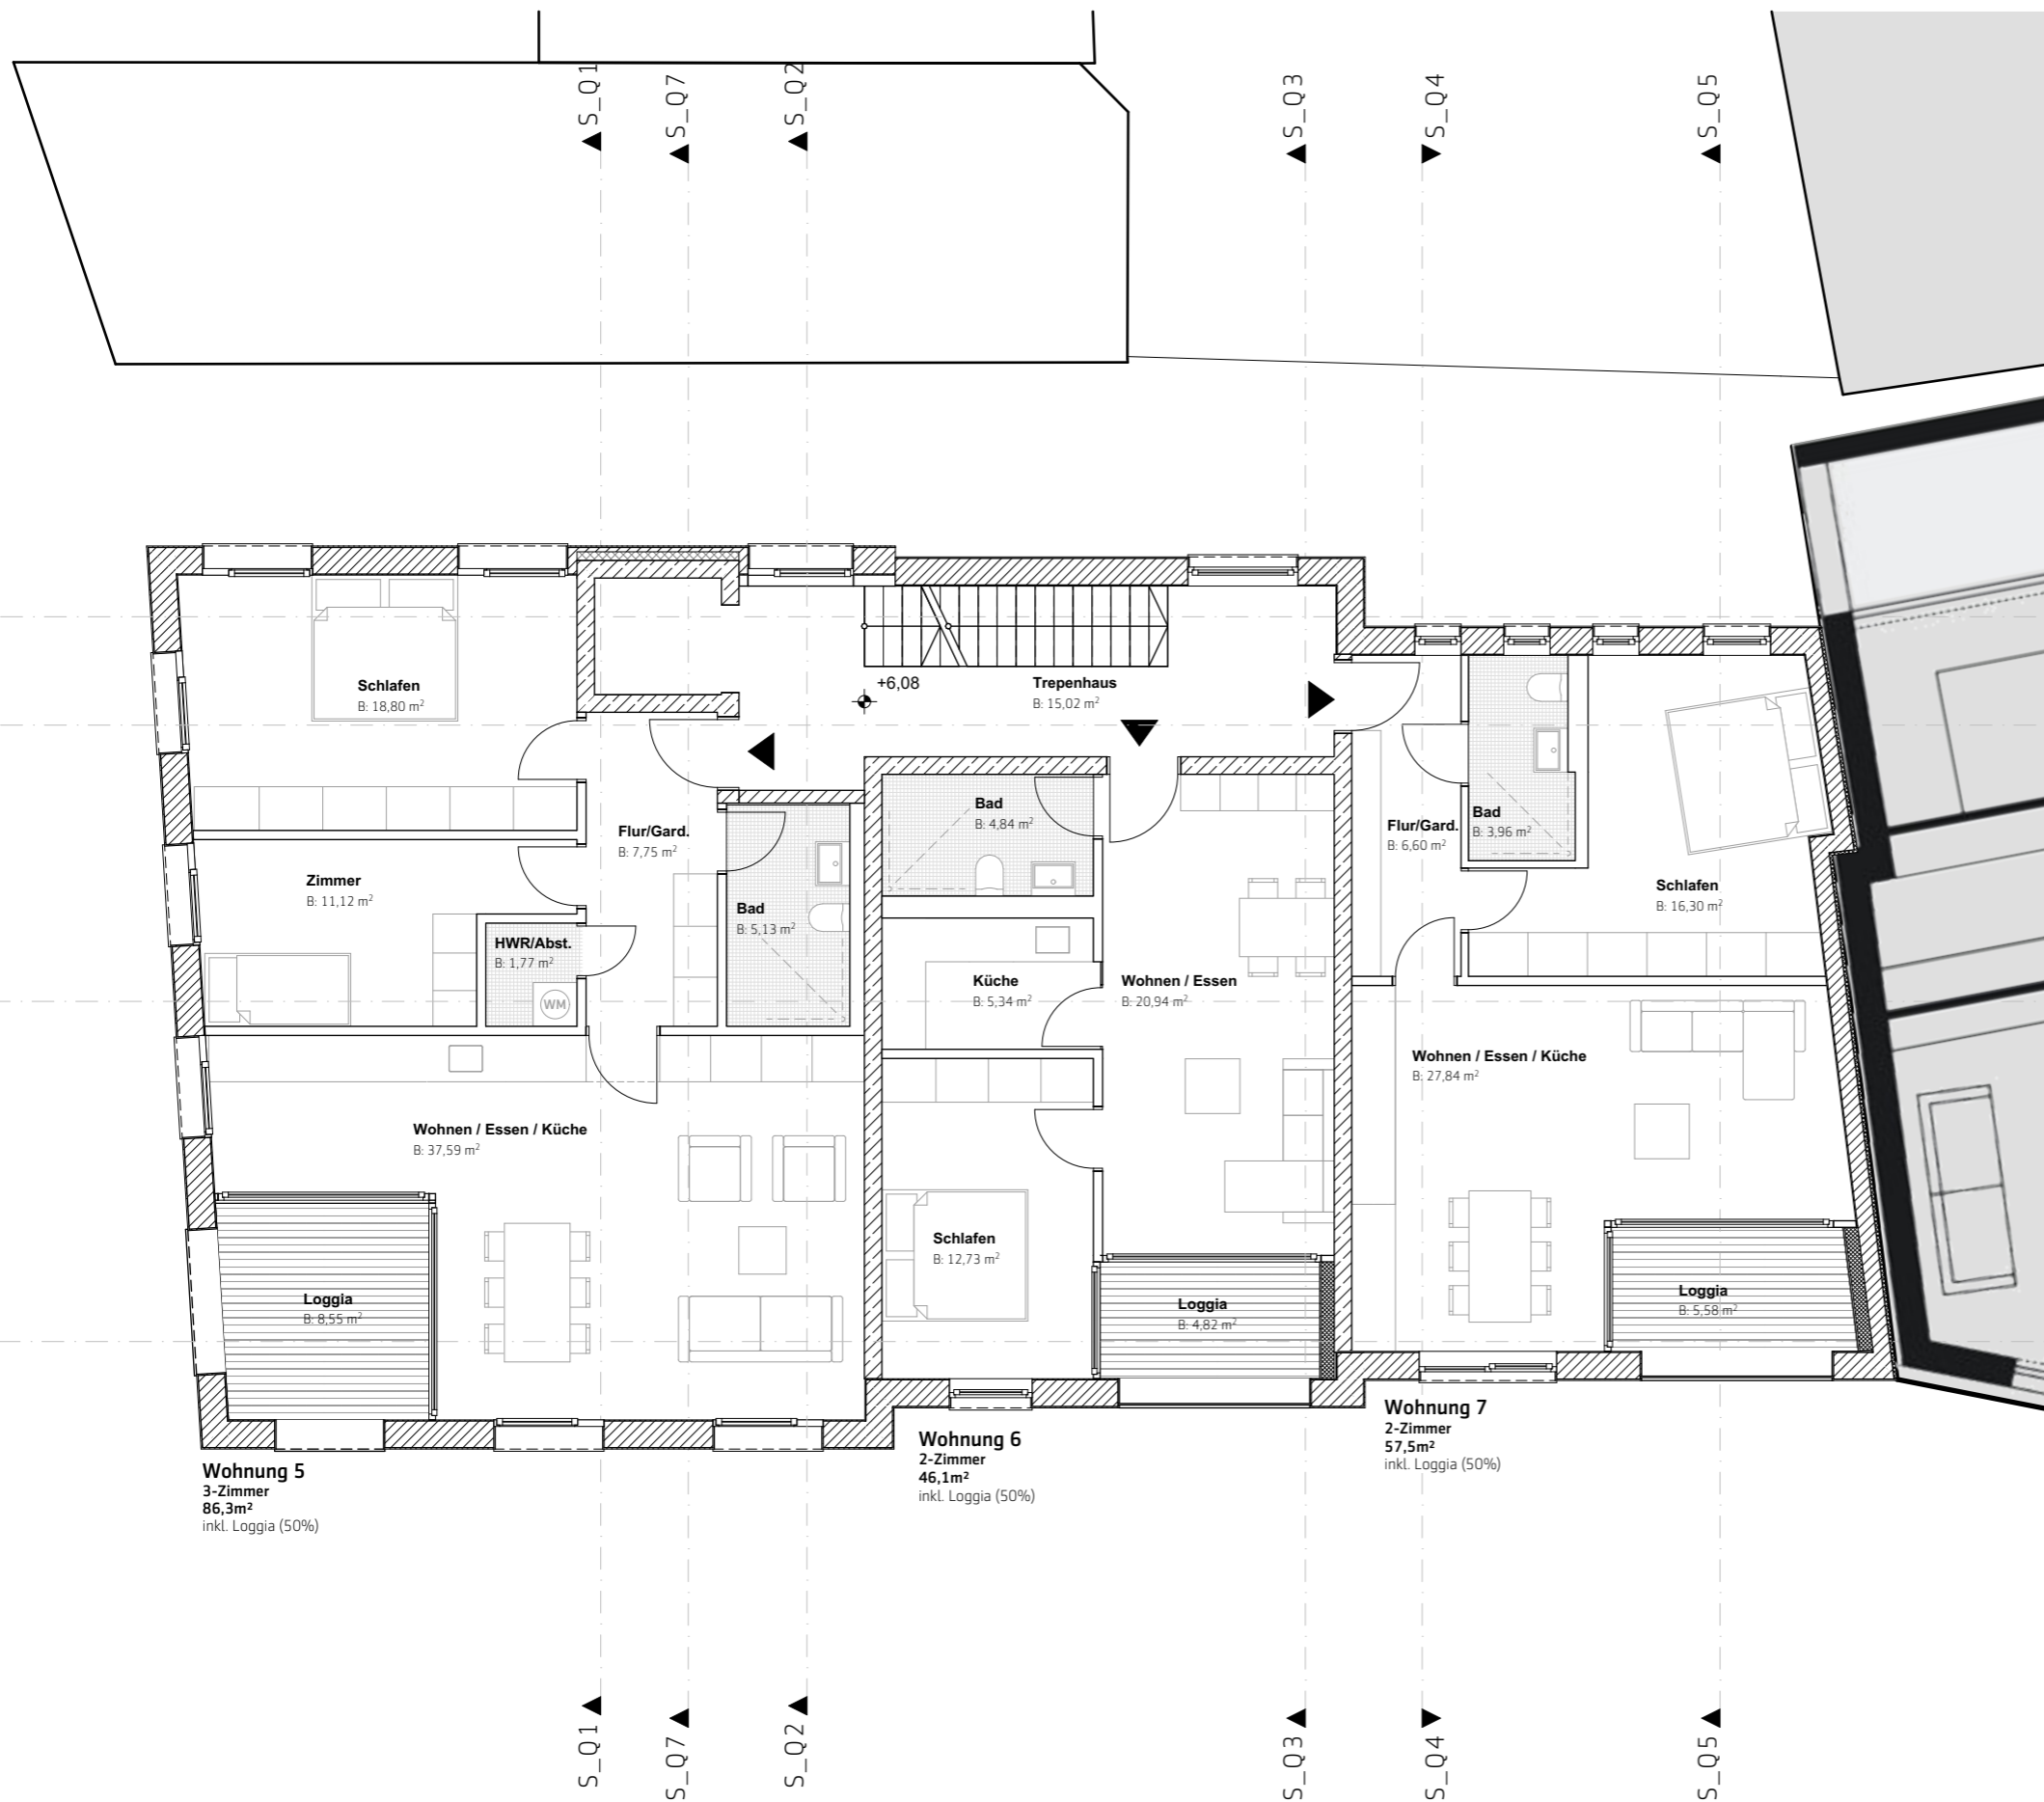 S_Q1
S_Q7
S_Q2
S_Q3
S_Q4
S_Q5
Schlafen
B: 18,80 m²
+6,08
Trepenhaus
B: 15,02 m²
Bad
B: 4,84 m²
Flur/Gard.
B: 7,75 m²
Flur/Gard.
B: 6,60 m²
Bad
B: 3,96 m²
Zimmer
B: 11,12 m²
Schlafen
B: 16,30 m²
Bad
B: 5,13 m²
HWR/Abst.
B: 1,77 m²
WM
Küche
B: 5,34 m²
Wohnen / Essen
B: 20,94 m²
Wohnen / Essen / Küche
B: 27,84 m²
Wohnen / Essen / Küche
B: 37,59 m²
Schlafen
B: 12,73 m²
Loggia
B: 8,55 m²
Loggia
B: 4,82 m²
Loggia
B: 5,58 m²
Wohnung 5
3-Zimmer
86,3m²
inkl. Loggia (50%)
Wohnung 6
2-Zimmer
46,1m²
inkl. Loggia (50%)
Wohnung 7
2-Zimmer
57,5m²
inkl. Loggia (50%)
S_Q1
S_Q7
S_Q2
S_Q3
S_Q4
S_Q5